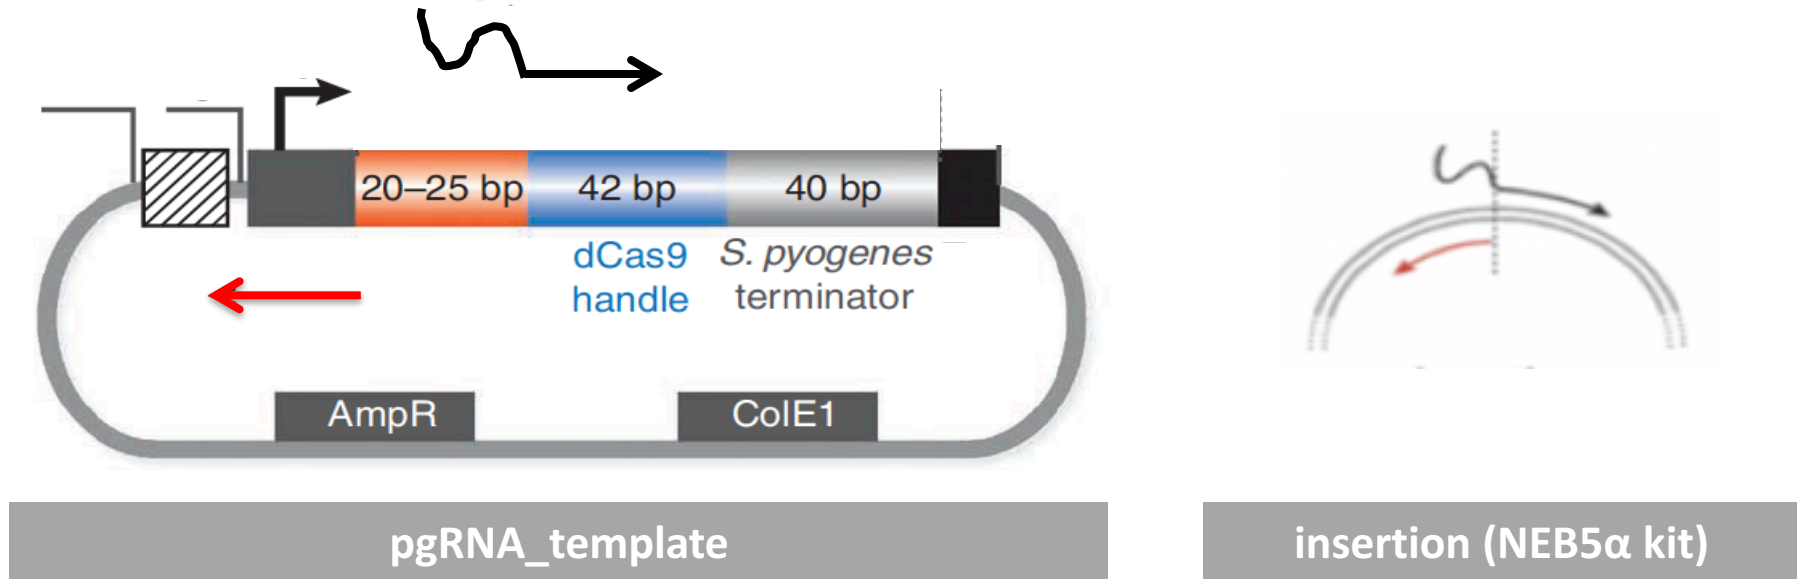 20–25 bp
42 bp
40 bp
dCas9
handle
S. pyogenes
terminator
AmpR
ColE1
pgRNA_template
insertion (NEB5α kit)